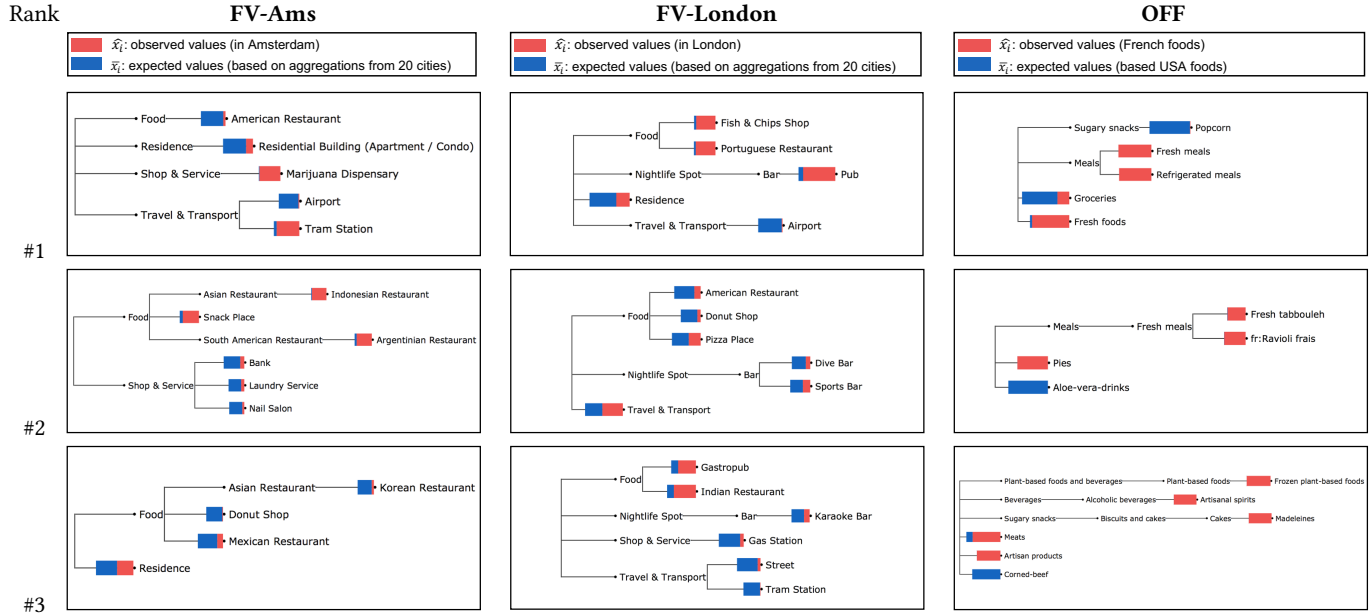 Rank
FV-Ams
FV-London
OFF
x̂ᵢ: observed values (in Amsterdam)
x̄ᵢ: expected values (based on aggregations from 20 cities)
x̂ᵢ: observed values (in London)
x̄ᵢ: expected values (based on aggregations from 20 cities)
x̂ᵢ: observed values (French foods)
x̄ᵢ: expected values (based USA foods)
#1
Food
American Restaurant
Residence
Residential Building (Apartment / Condo)
Shop & Service
Marijuana Dispensary
Travel & Transport
Airport
Tram Station
Food
Fish & Chips Shop
Portuguese Restaurant
Nightlife Spot
Bar
Pub
Residence
Travel & Transport
Airport
Sugary snacks
Popcorn
Meals
Fresh meals
Refrigerated meals
Groceries
Fresh foods
#2
Food
Asian Restaurant
Indonesian Restaurant
Snack Place
South American Restaurant
Argentinian Restaurant
Shop & Service
Bank
Laundry Service
Nail Salon
Food
American Restaurant
Donut Shop
Pizza Place
Nightlife Spot
Bar
Dive Bar
Sports Bar
Travel & Transport
Meals
Fresh meals
Fresh tabbouleh
fr:Ravioli frais
Pies
Aloe-vera-drinks
#3
Food
Asian Restaurant
Korean Restaurant
Donut Shop
Mexican Restaurant
Residence
Food
Gastropub
Indian Restaurant
Nightlife Spot
Bar
Karaoke Bar
Shop & Service
Gas Station
Travel & Transport
Street
Tram Station
Plant-based foods and beverages
Plant-based foods
Frozen plant-based foods
Beverages
Alcoholic beverages
Artisanal spirits
Sugary snacks
Biscuits and cakes
Cakes
Madeleines
Meats
Artisan products
Corned-beef